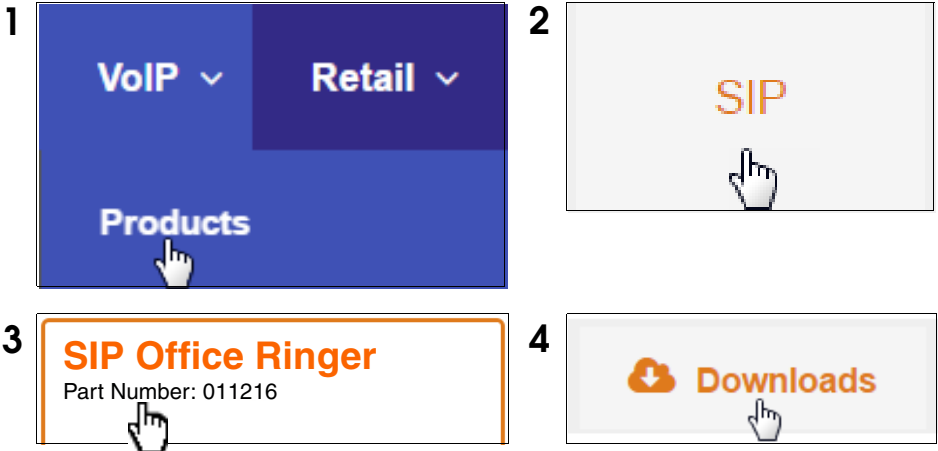 1
VoIP Retail
Products
2
SIP
3
SIP Office Ringer
Part Number: 011216
4
Downloads